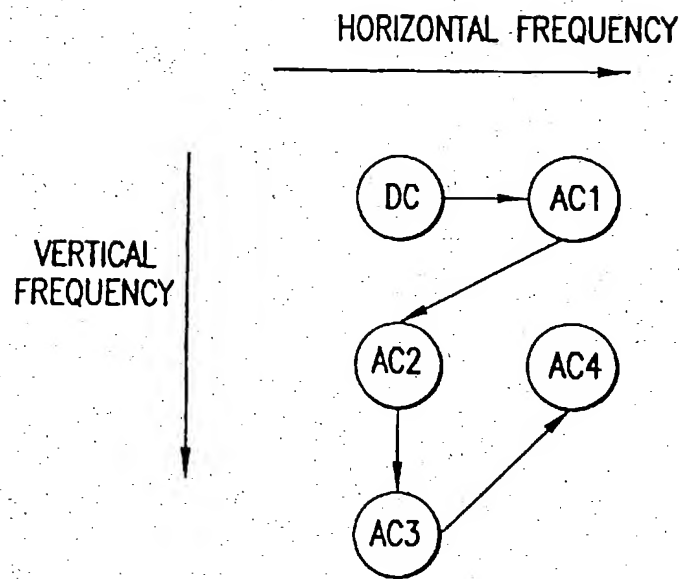 HORIZONTAL FREQUENCY
DC
AC1
VERTICAL
FREQUENCY
AC2
AC4
AC3